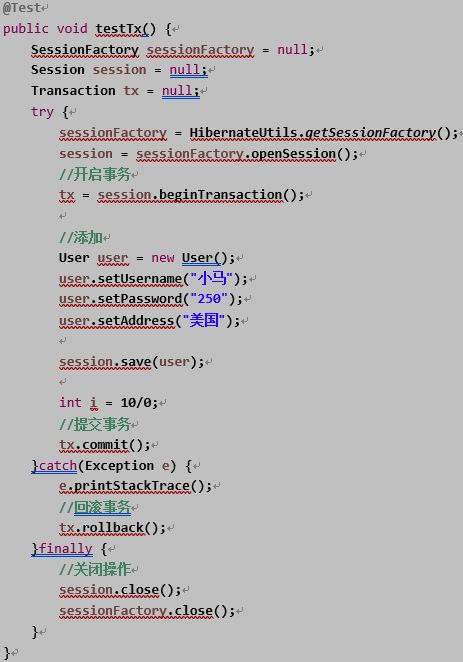 @Test
public void testTx() {
SessionFactory sessionFactory = null;
Session session = null;
Transaction tx = null;
try {
sessionFactory = HibernateUtils.getSessionFactory();
session = sessionFactory.openSession();
//开启事务
tx = session.beginTransaction();
//添加
User user = new User();
user.setUsername("小马");
user.setPassword("250");
user.setAddress("美国");
session.save(user);
int i = 10/0;
//提交事务
tx.commit();
}catch(Exception e) {
e.printStackTrace();
//回滚事务
tx.rollback();
}finally {
//关闭操作
session.close();
sessionFactory.close();
}
}